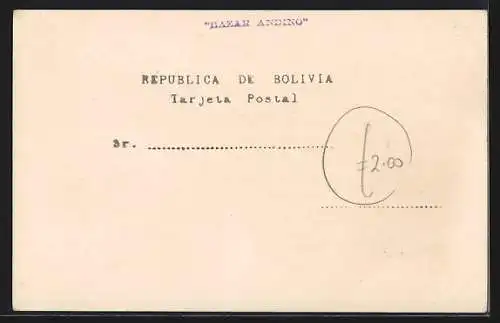 "BAZAR ANDINO"
REPUBLICA DE BOLIVIA
Tarjeta Postal
Sr. ........................................
£2.00
........................................